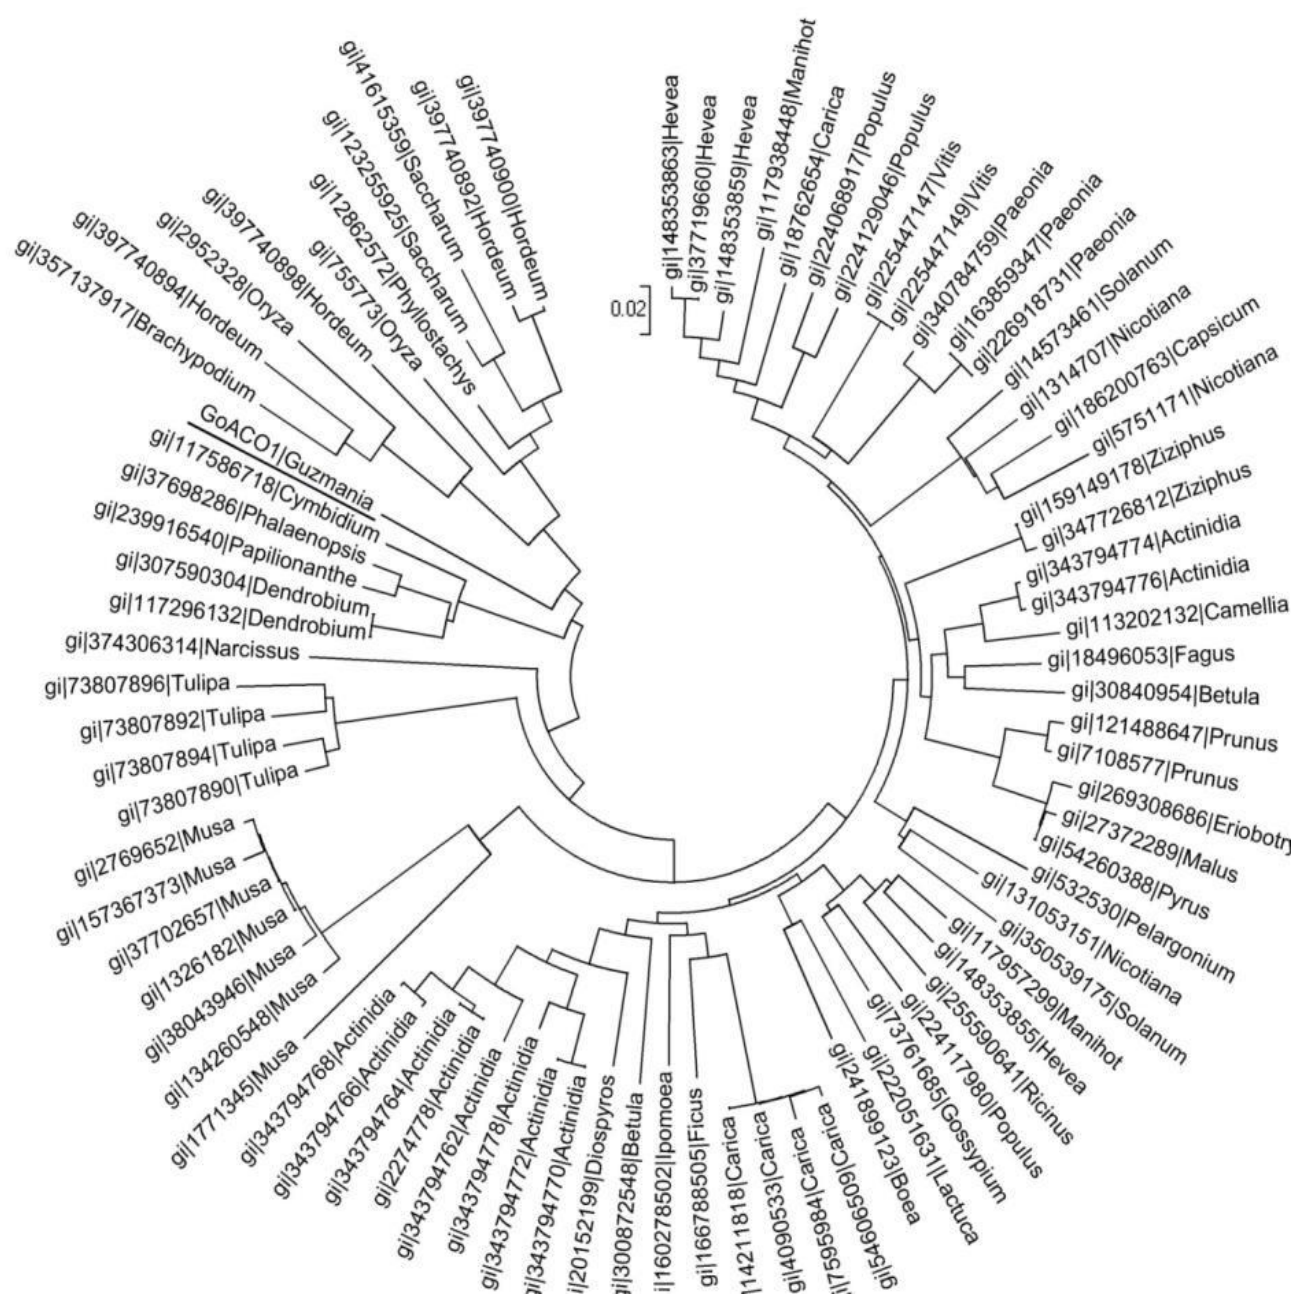 gi|148353863|Hevea
gi|37719660|Hevea
gi|148353859|Hevea
gi|117938448|Manihot
gi|18762654|Carica
gi|224068917|Populus
gi|224129046|Populus
gi|225447147|Vitis
gi|225447149|Vitis
gi|340784759|Paeonia
gi|163859347|Paeonia
gi|226918731|Paeonia
gi|14573461|Solanum
gi|1314707|Nicotiana
gi|186200763|Capsicum
gi|5751171|Nicotiana
gi|159149178|Ziziphus
gi|347726812|Ziziphus
gi|343794774|Actinidia
gi|343794776|Actinidia
gi|113202132|Camellia
gi|18496053|Fagus
gi|30840954|Betula
gi|121488647|Prunus
gi|7108577|Prunus
gi|269308686|Eriobotry
gi|27372289|Malus
gi|54260388|Pyrus
gi|532530|Pelargonium
gi|131053151|Nicotiana
gi|350539175|Solanum
gi|117957299|Manihot
gi|148353855|Hevea
gi|255590641|Ricinus
gi|224117980|Populus
gi|73761685|Gossypium
gi|222051631|Lactuca
gi|241899123|Boea
gi|54606509|Carica
i|75955984|Carica
gi|4090533|Carica
|14211818|Carica
gi|166788505|Ficus
i|160278502|Ipomoea
gi|300872548|Betula
i|20152199|Diospyros
gi|343794770|Actinidia
gi|343794772|Actinidia
gi|343794778|Actinidia
gi|343794762|Actinidia
gi|2274778|Actinidia
gi|343794764|Actinidia
gi|343794766|Actinidia
gi|343794768|Actinidia
gi|1771345|Musa
gi|134260548|Musa
gi|38043946|Musa
gi|1326182|Musa
gi|37702657|Musa
gi|157367373|Musa
gi|2769652|Musa
gi|73807890|Tulipa
gi|73807894|Tulipa
gi|73807892|Tulipa
gi|73807896|Tulipa
gi|374306314|Narcissus
gi|117296132|Dendrobium
gi|307590304|Dendrobium
gi|239916540|Papilionanthe
gi|37698286|Phalaenopsis
gi|117586718|Cymbidium
GoACO1|Guzmania
gi|357137917|Brachypodium
gi|397740894|Hordeum
gi|2952328|Oryza
gi|397740898|Hordeum
gi|755773|Oryza
gi|12862572|Phyllostachys
gi|123255925|Saccharum
gi|41615359|Saccharum
gi|397740892|Hordeum
gi|397740900|Hordeum
0.02